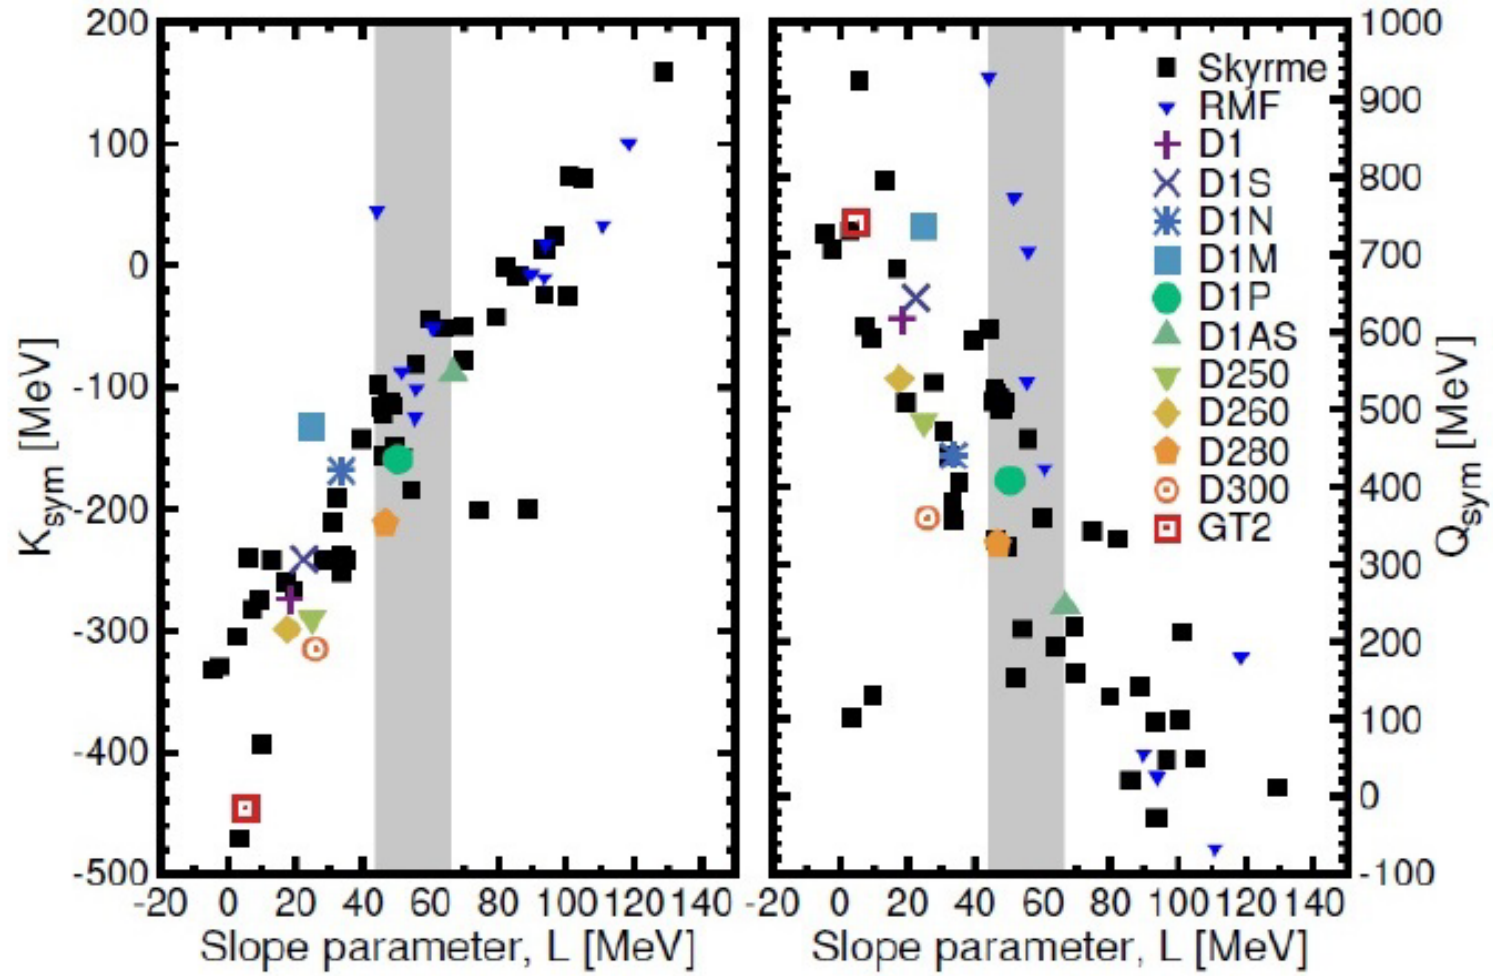 200
100
0
-100
-200
-300
-400
-500
K_sym [MeV]
-20 0 20 40 60 80 100 120 140
Slope parameter, L [MeV]
Skyrme
RMF
D1
D1S
D1N
D1M
D1P
D1AS
D250
D260
D280
D300
GT2
1000
900
800
700
600
500
400
300
200
100
0
-100
Q_sym [MeV]
-20 0 20 40 60 80 100 120 140
Slope parameter, L [MeV]